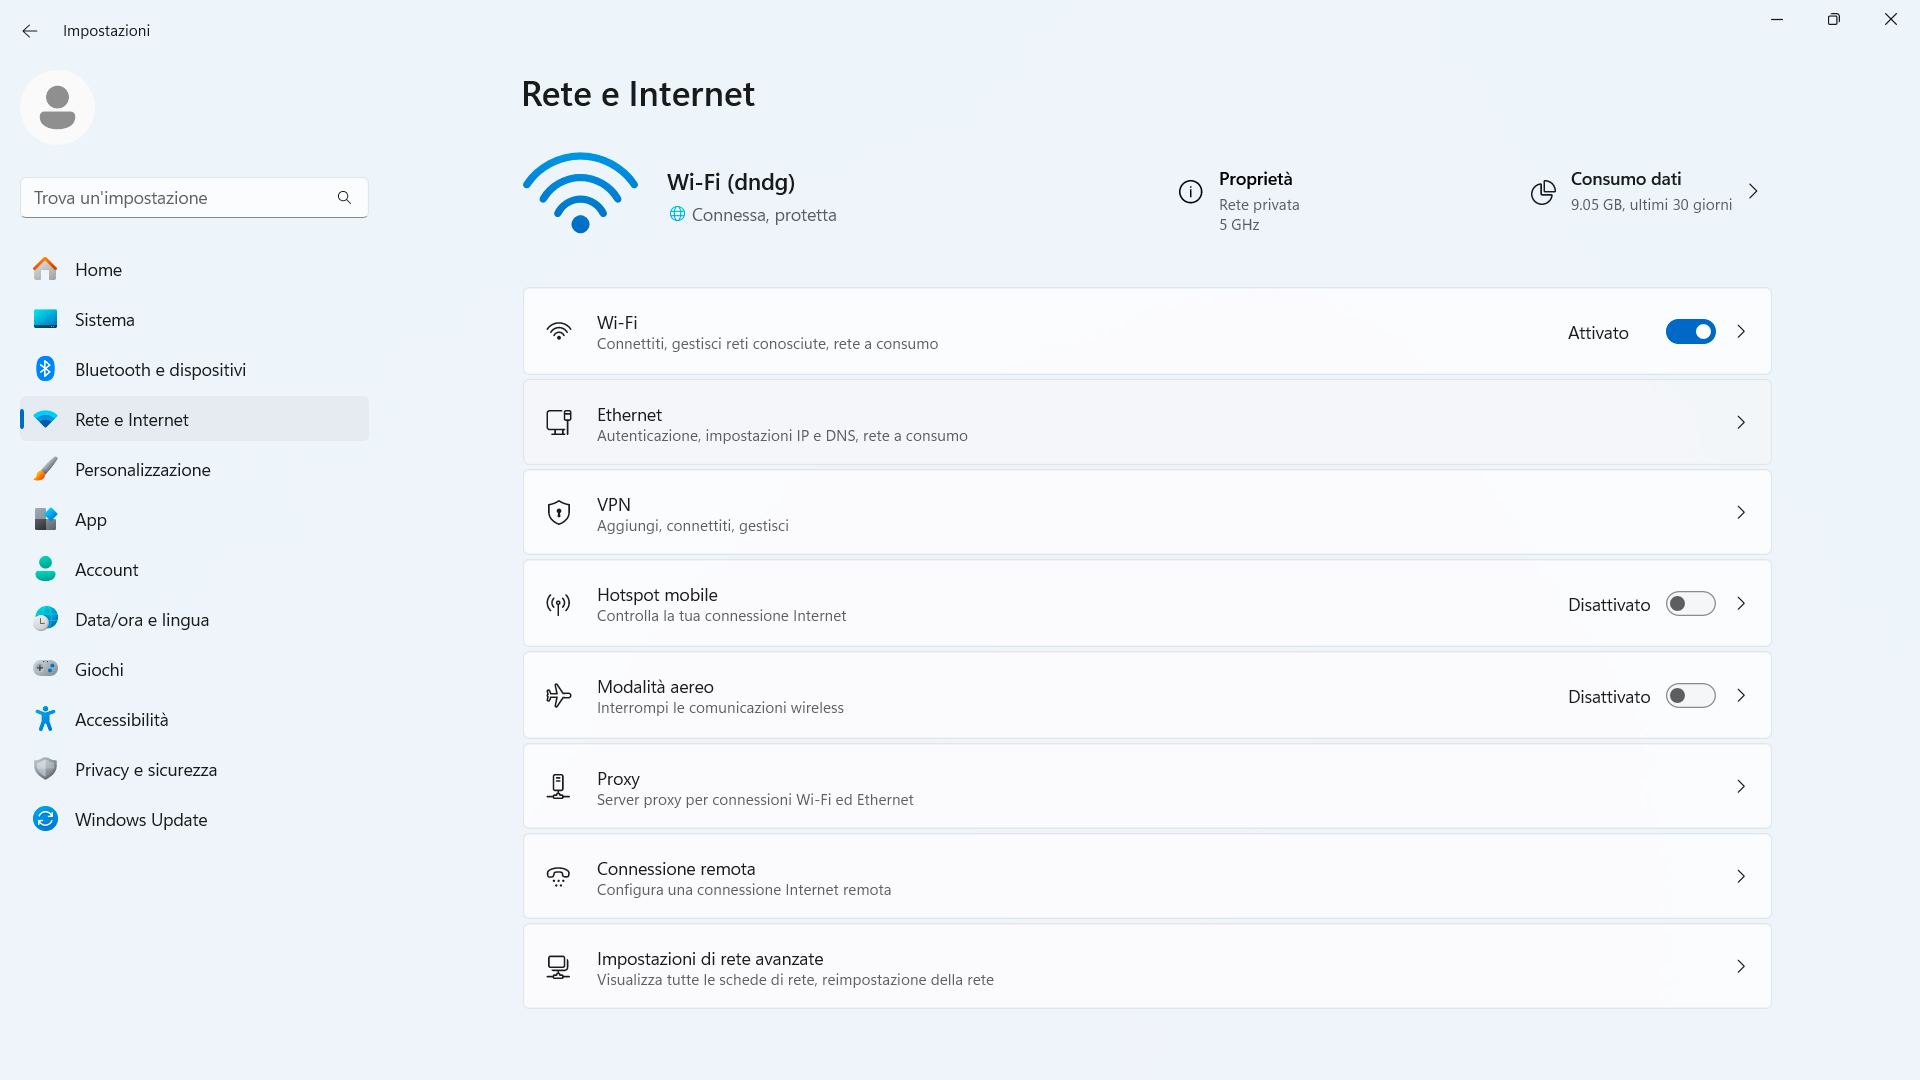 Impostazioni
Trova un'impostazione
Home
Sistema
Bluetooth e dispositivi
Rete e Internet
Personalizzazione
App
Account
Data/ora e lingua
Giochi
Accessibilità
Privacy e sicurezza
Windows Update
Rete e Internet
Wi-Fi (dndg)
Connessa, protetta
Proprietà
Rete privata
5 GHz
Consumo dati
9.05 GB, ultimi 30 giorni
Wi-Fi
Connettiti, gestisci reti conosciute, rete a consumo
Attivato
Ethernet
Autenticazione, impostazioni IP e DNS, rete a consumo
VPN
Aggiungi, connettiti, gestisci
Hotspot mobile
Controlla la tua connessione Internet
Disattivato
Modalità aereo
Interrompi le comunicazioni wireless
Disattivato
Proxy
Server proxy per connessioni Wi-Fi ed Ethernet
Connessione remota
Configura una connessione Internet remota
Impostazioni di rete avanzate
Visualizza tutte le schede di rete, reimpostazione della rete